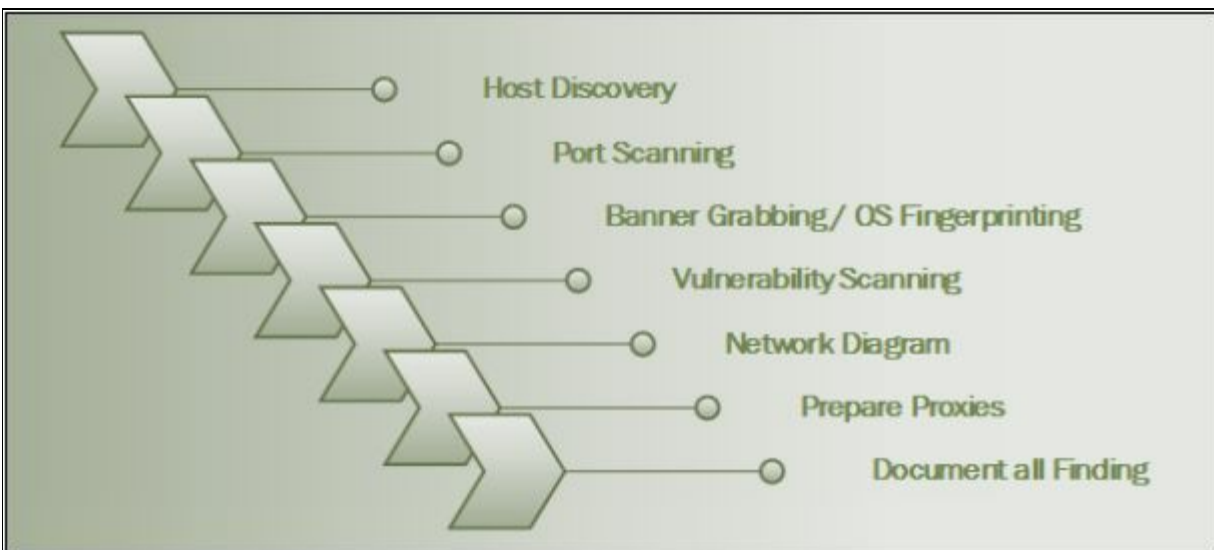 Host Discovery
Port Scanning
Banner Grabbing / OS Fingerprinting
Vulnerability Scanning
Network Diagram
Prepare Proxies
Document all Finding